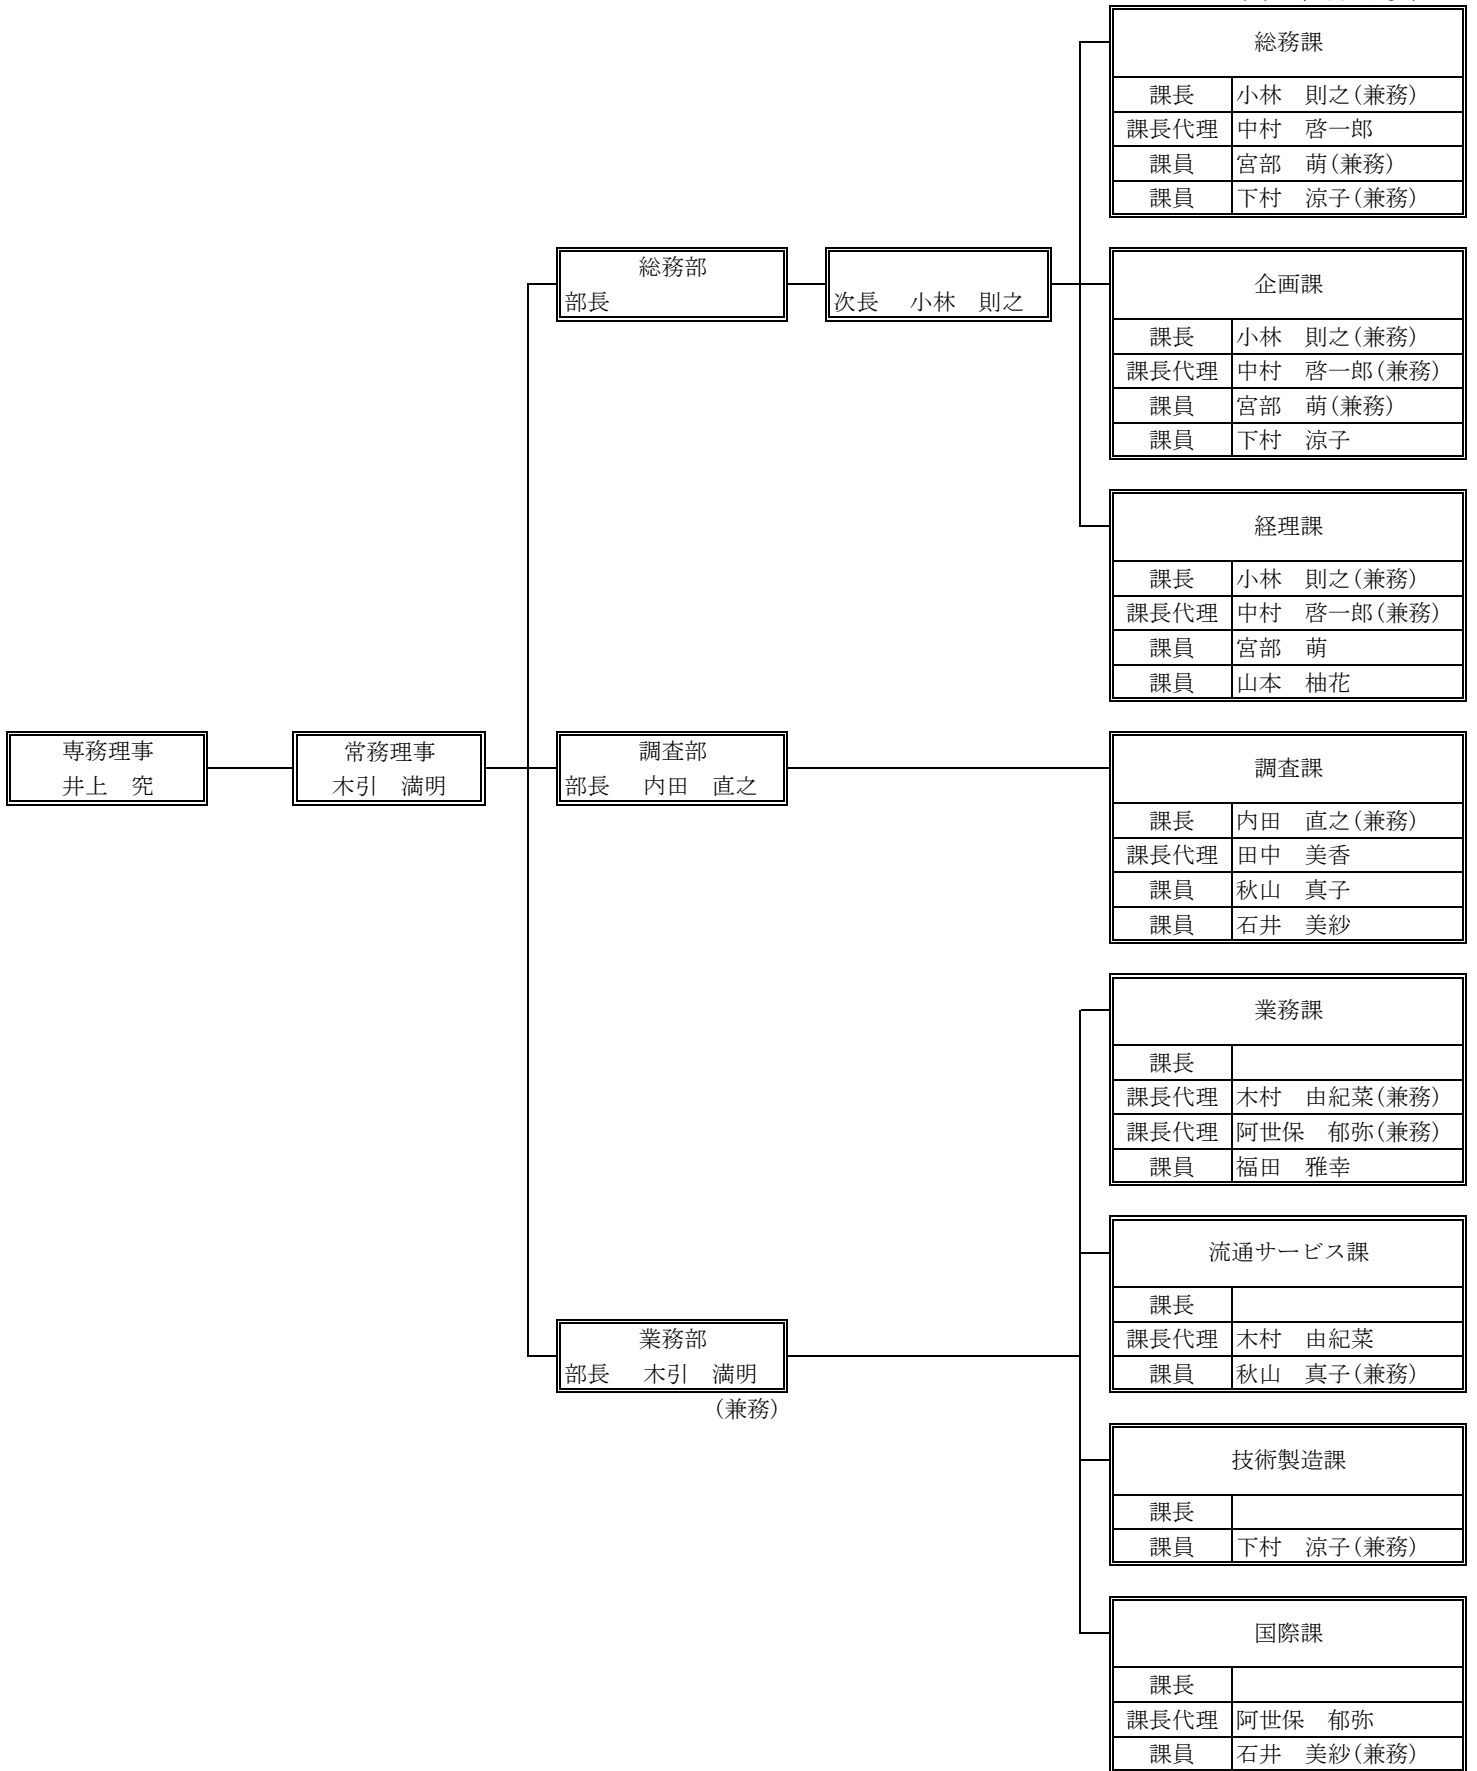 総務課
課長 小林　則之(兼務)
課長代理 中村　啓一郎
課員 宮部　萌(兼務)
課員 下村　涼子(兼務)
総務部
部長
次長　小林　則之
企画課
課長 小林　則之(兼務)
課長代理 中村　啓一郎(兼務)
課員 宮部　萌(兼務)
課員 下村　涼子
経理課
課長 小林　則之(兼務)
課長代理 中村　啓一郎(兼務)
課員 宮部　萌
課員 山本　柚花
専務理事
井上　究
常務理事
木引　満明
調査部
部長　内田　直之
調査課
課長 内田　直之(兼務)
課長代理 田中　美香
課員 秋山　真子
課員 石井　美紗
業務課
課長
課長代理 木村　由紀菜(兼務)
課長代理 阿世保　郁弥(兼務)
課員 福田　雅幸
業務部
部長　木引　満明
(兼務)
流通サービス課
課長
課長代理 木村　由紀菜
課員 秋山　真子(兼務)
技術製造課
課長
課員 下村　涼子(兼務)
国際課
課長
課長代理 阿世保　郁弥
課員 石井　美紗(兼務)